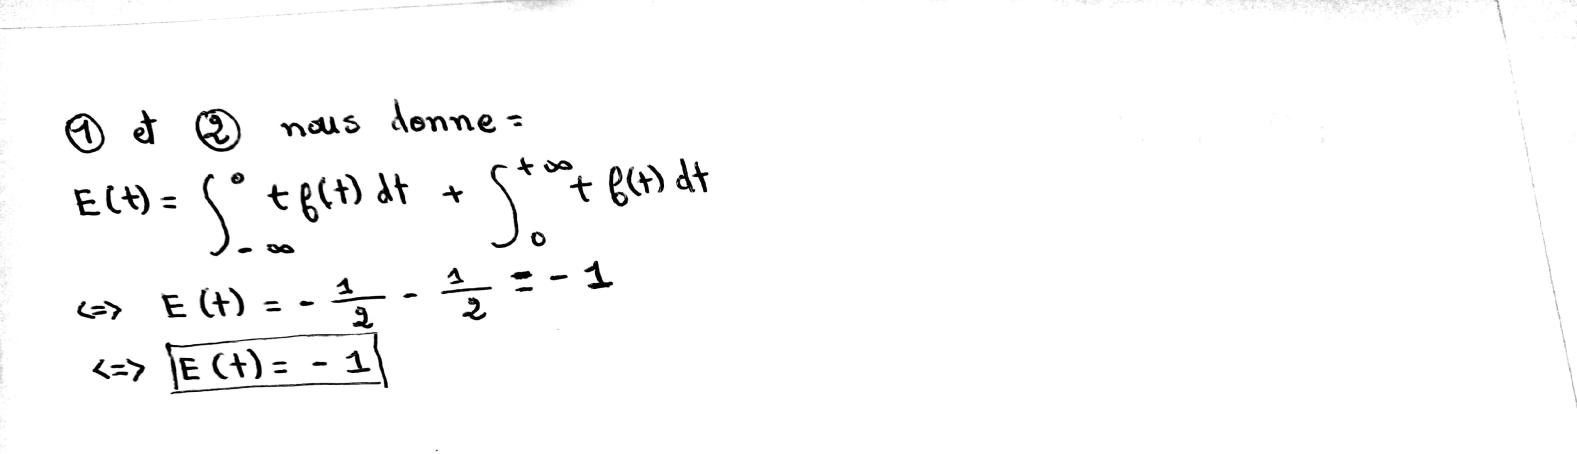 ① et ② nous donne =
E(t) = ∫₋∞⁰ t f(t) dt + ∫₀⁺∞ t f(t) dt
<=> E(t) = - 1/2 - 1/2 = - 1
<=> E(t) = - 1